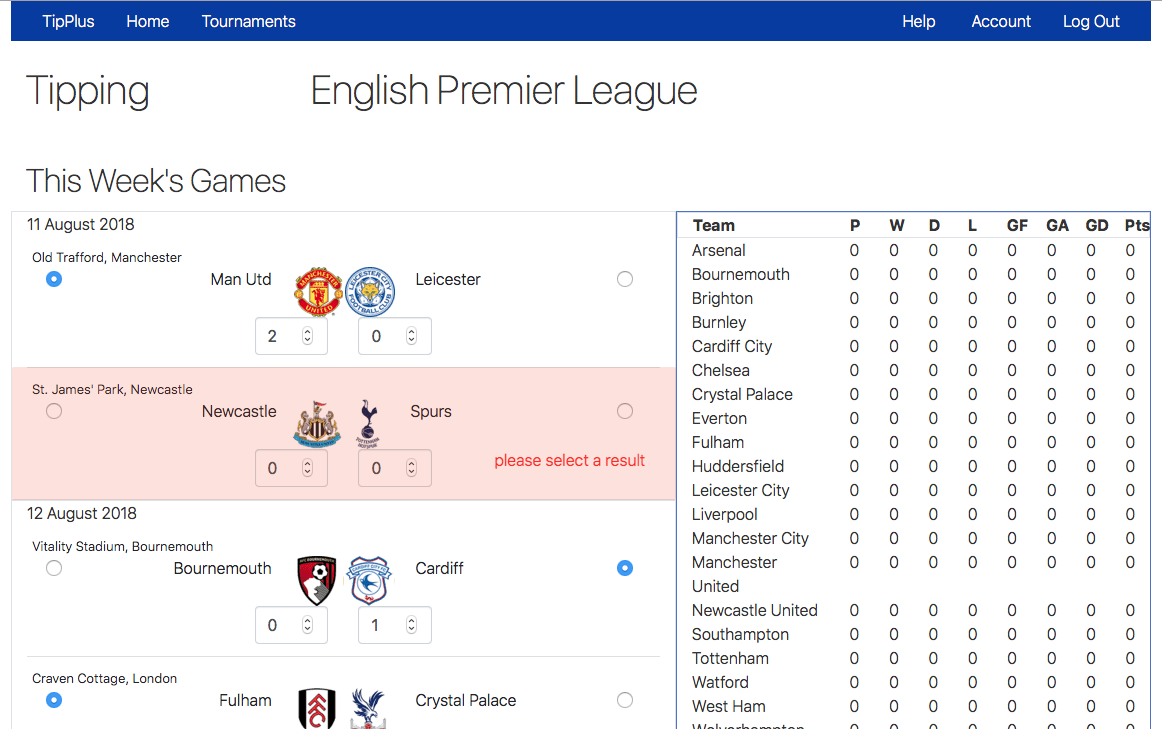 TipPlus Home Tournaments Help Account Log Out
Tipping English Premier League
This Week's Games
11 August 2018
Old Trafford, Manchester
Man Utd Leicester
2 0
St. James' Park, Newcastle
Newcastle Spurs
please select a result
0 0
12 August 2018
Vitality Stadium, Bournemouth
Bournemouth Cardiff
0 1
Craven Cottage, London
Fulham Crystal Palace
Team P W D L GF GA GD Pts
Arsenal 0 0 0 0 0 0 0 0
Bournemouth 0 0 0 0 0 0 0 0
Brighton 0 0 0 0 0 0 0 0
Burnley 0 0 0 0 0 0 0 0
Cardiff City 0 0 0 0 0 0 0 0
Chelsea 0 0 0 0 0 0 0 0
Crystal Palace 0 0 0 0 0 0 0 0
Everton 0 0 0 0 0 0 0 0
Fulham 0 0 0 0 0 0 0 0
Huddersfield 0 0 0 0 0 0 0 0
Leicester City 0 0 0 0 0 0 0 0
Liverpool 0 0 0 0 0 0 0 0
Manchester City 0 0 0 0 0 0 0 0
Manchester 0 0 0 0 0 0 0 0
United
Newcastle United 0 0 0 0 0 0 0 0
Southampton 0 0 0 0 0 0 0 0
Tottenham 0 0 0 0 0 0 0 0
Watford 0 0 0 0 0 0 0 0
West Ham 0 0 0 0 0 0 0 0